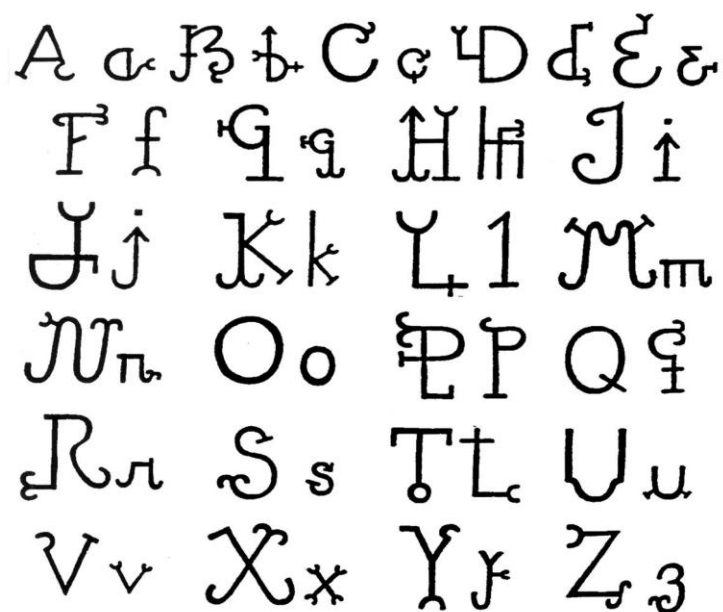 A a B b C c D d E e
F f G g H h I i
J j K k L l M m
N n O o P p Q q
R r S s T t U u
V v X x Y y Z z